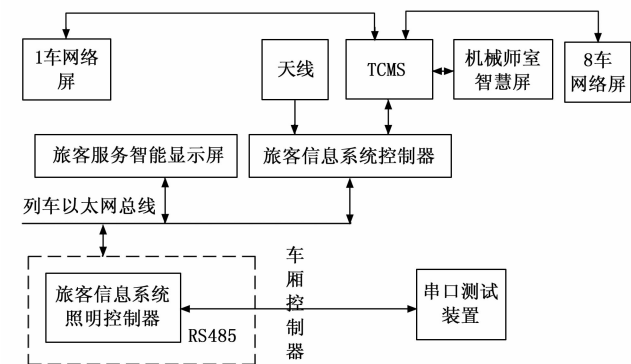 1车网络
屏
天线
TCMS
机械师室
智慧屏
8车
网络屏
旅客服务智能显示屏
旅客信息系统控制器
列车以太网总线
旅客信息系统
照明控制器
RS485
车
厢
控
制
器
串口测试
装置